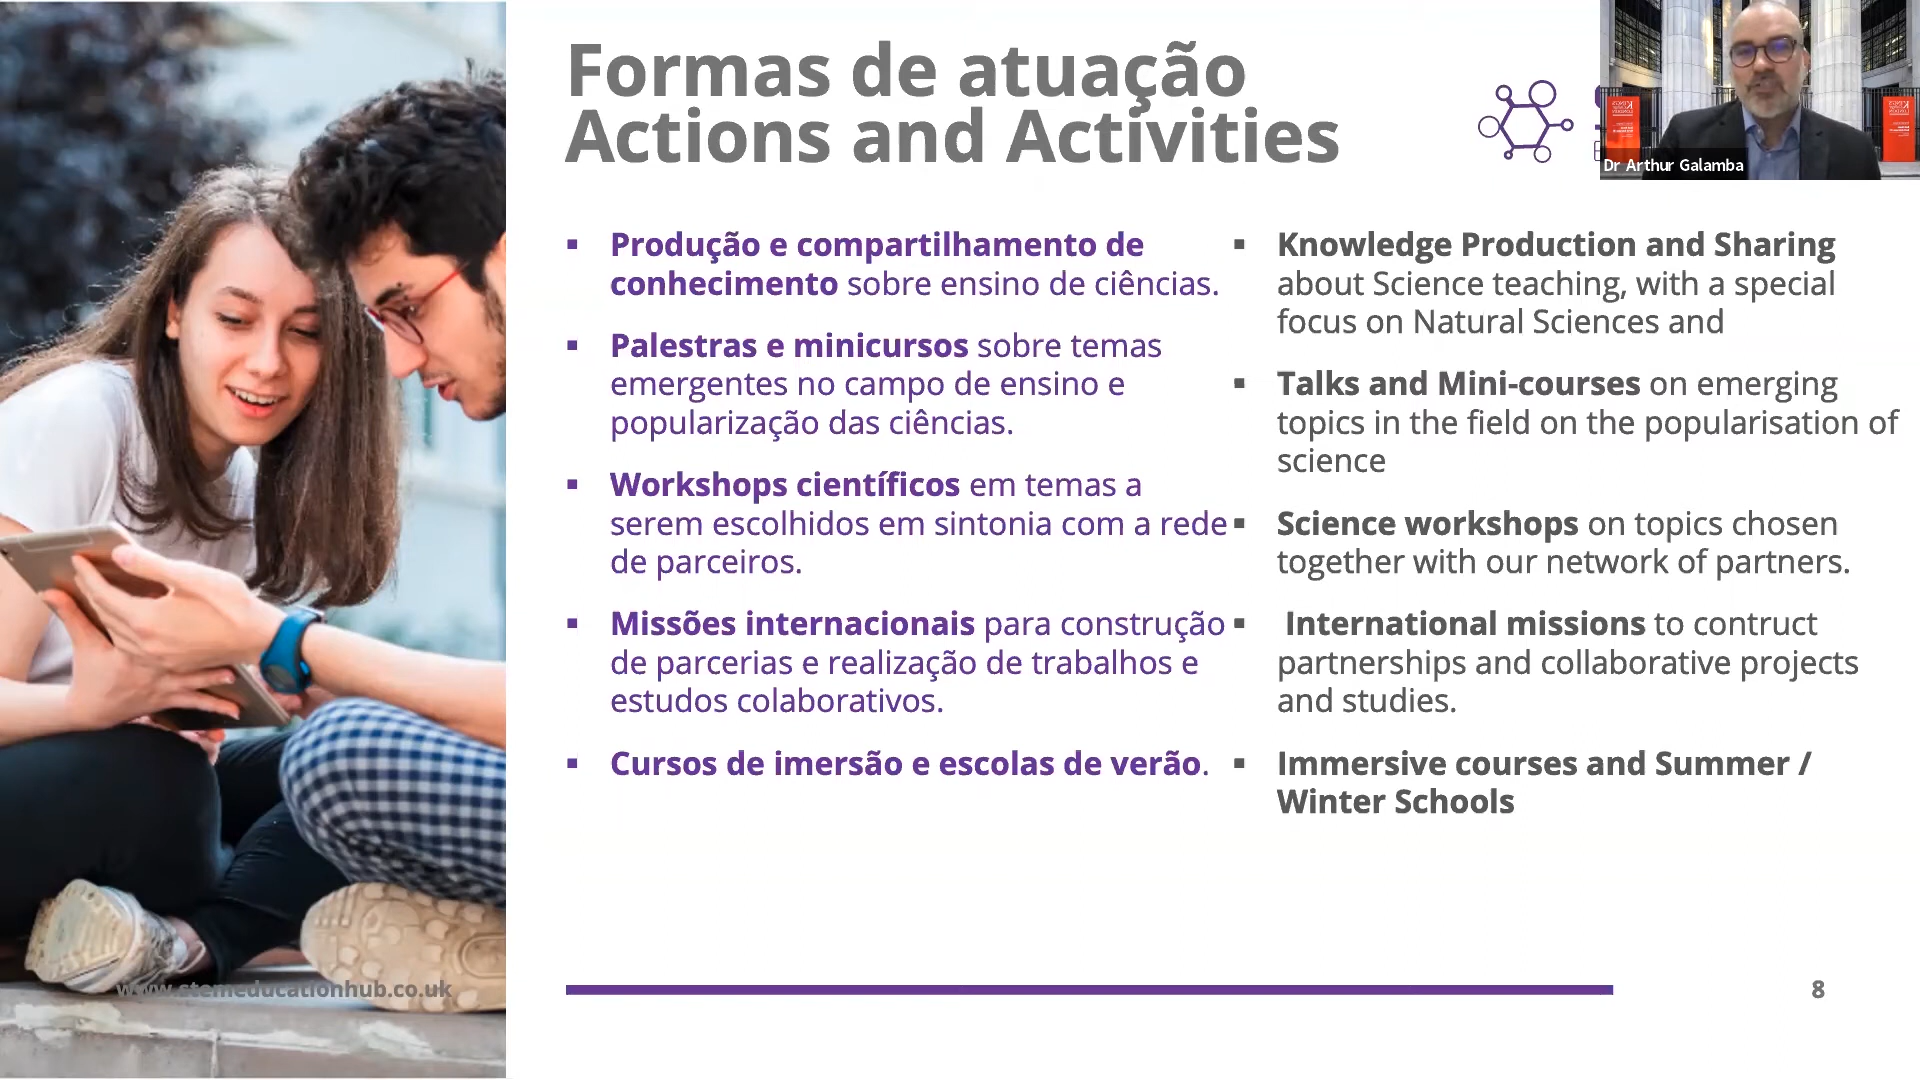 Formas de atuação
Actions and Activities
Dr Arthur Galamba
▪ Produção e compartilhamento de
conhecimento sobre ensino de ciências.
▪ Palestras e minicursos sobre temas
emergentes no campo de ensino e
popularização das ciências.
▪ Workshops científicos em temas a
serem escolhidos em sintonia com a rede
de parceiros.
▪ Missões internacionais para construção
de parcerias e realização de trabalhos e
estudos colaborativos.
▪ Cursos de imersão e escolas de verão.
▪ Knowledge Production and Sharing
about Science teaching, with a special
focus on Natural Sciences and
▪ Talks and Mini-courses on emerging
topics in the field on the popularisation of
science
▪ Science workshops on topics chosen
together with our network of partners.
▪ International missions to contruct
partnerships and collaborative projects
and studies.
▪ Immersive courses and Summer /
Winter Schools
www.stemeducationhub.co.uk
8